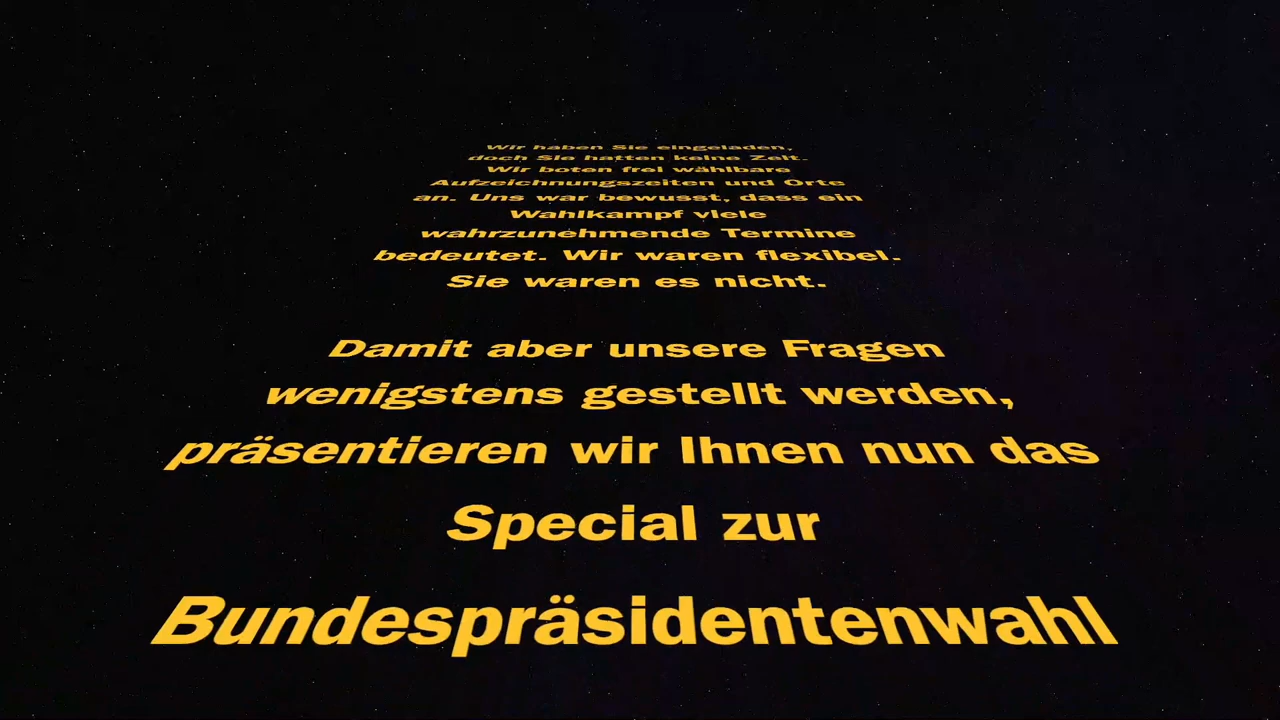 Wir haben Sie eingeladen,
doch Sie hatten keine Zeit.
Wir boten frei wählbare
Aufzeichnungszeiten und Orte
an. Uns war bewusst, dass ein
Wahlkampf viele
wahrzunehmende Termine
bedeutet. Wir waren flexibel.
Sie waren es nicht.
Damit aber unsere Fragen
wenigstens gestellt werden,
präsentieren wir Ihnen nun das
Special zur
Bundespräsidentenwahl